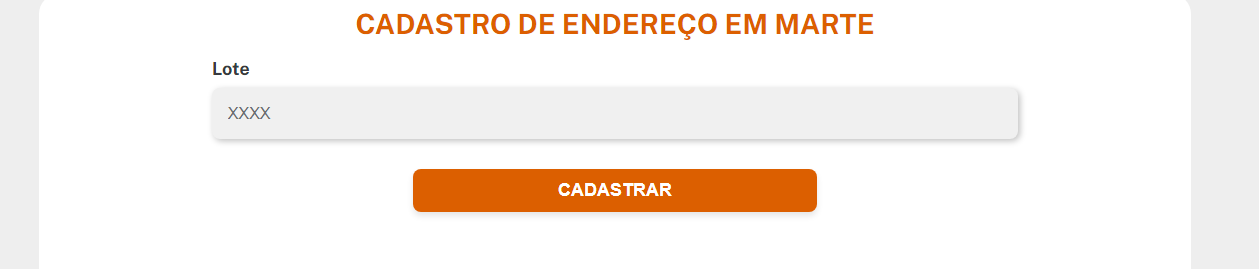 CADASTRO DE ENDEREÇO EM MARTE
Lote
XXXX
CADASTRAR